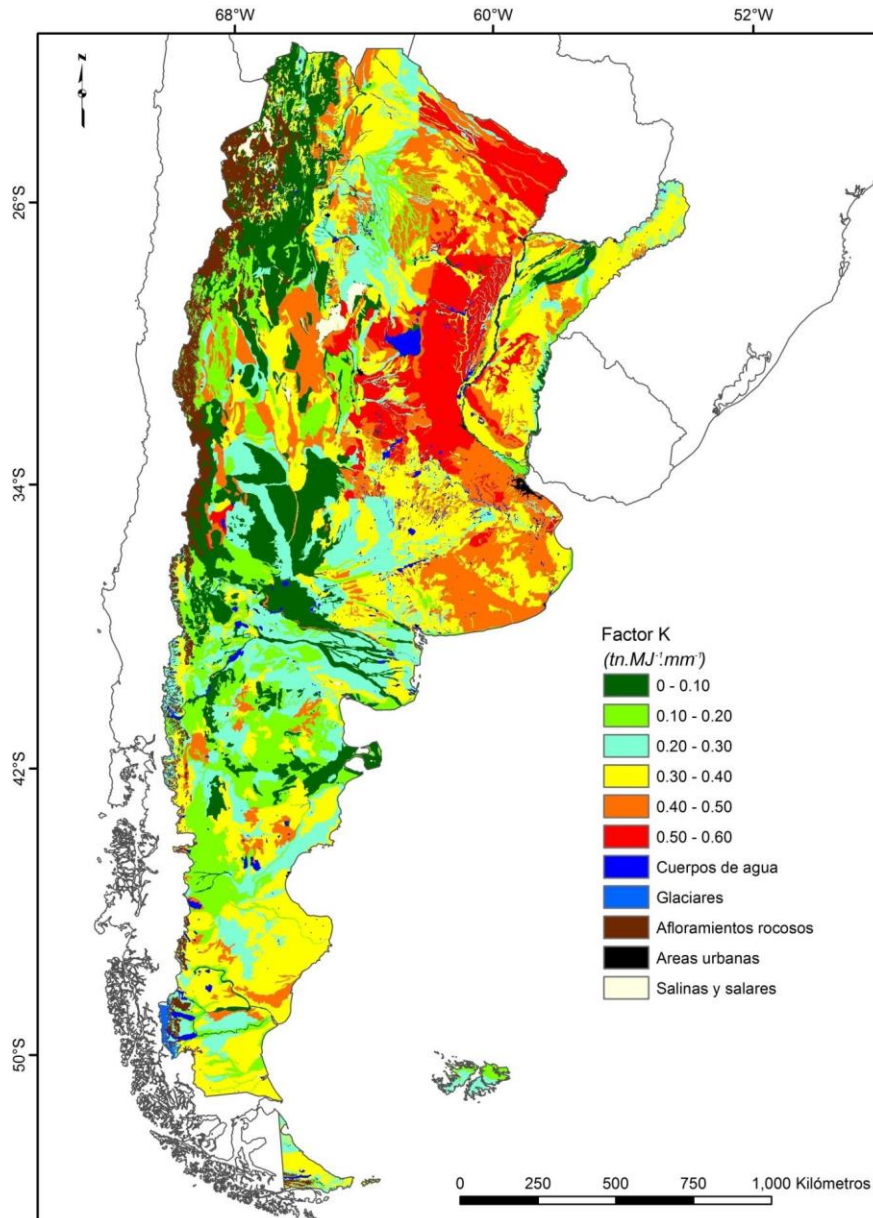 68°W 60°W 52°W
N
26°S
34°S
Factor K
(tn.MJ⁻¹.mm⁻¹)
0 - 0.10
0.10 - 0.20
0.20 - 0.30
42°S
0.30 - 0.40
0.40 - 0.50
0.50 - 0.60
Cuerpos de agua
Glaciares
Afloramientos rocosos
Areas urbanas
Salinas y salares
50°S
0 250 500 750 1,000 Kilómetros